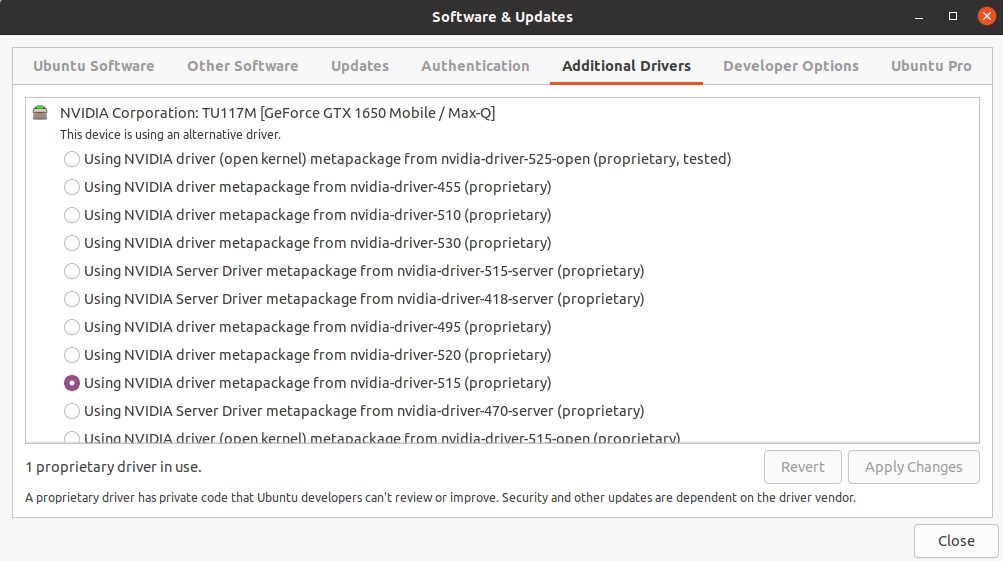 Software & Updates
Ubuntu Software Other Software Updates Authentication Additional Drivers Developer Options Ubuntu Pro
NVIDIA Corporation: TU117M [GeForce GTX 1650 Mobile / Max-Q]
This device is using an alternative driver.
Using NVIDIA driver (open kernel) metapackage from nvidia-driver-525-open (proprietary, tested)
Using NVIDIA driver metapackage from nvidia-driver-455 (proprietary)
Using NVIDIA driver metapackage from nvidia-driver-510 (proprietary)
Using NVIDIA driver metapackage from nvidia-driver-530 (proprietary)
Using NVIDIA Server Driver metapackage from nvidia-driver-515-server (proprietary)
Using NVIDIA Server Driver metapackage from nvidia-driver-418-server (proprietary)
Using NVIDIA driver metapackage from nvidia-driver-495 (proprietary)
Using NVIDIA driver metapackage from nvidia-driver-520 (proprietary)
Using NVIDIA driver metapackage from nvidia-driver-515 (proprietary)
Using NVIDIA Server Driver metapackage from nvidia-driver-470-server (proprietary)
Using NVIDIA driver (open kernel) metapackage from nvidia-driver-515-open (proprietary)
1 proprietary driver in use.
Revert Apply Changes
A proprietary driver has private code that Ubuntu developers can't review or improve. Security and other updates are dependent on the driver vendor.
Close